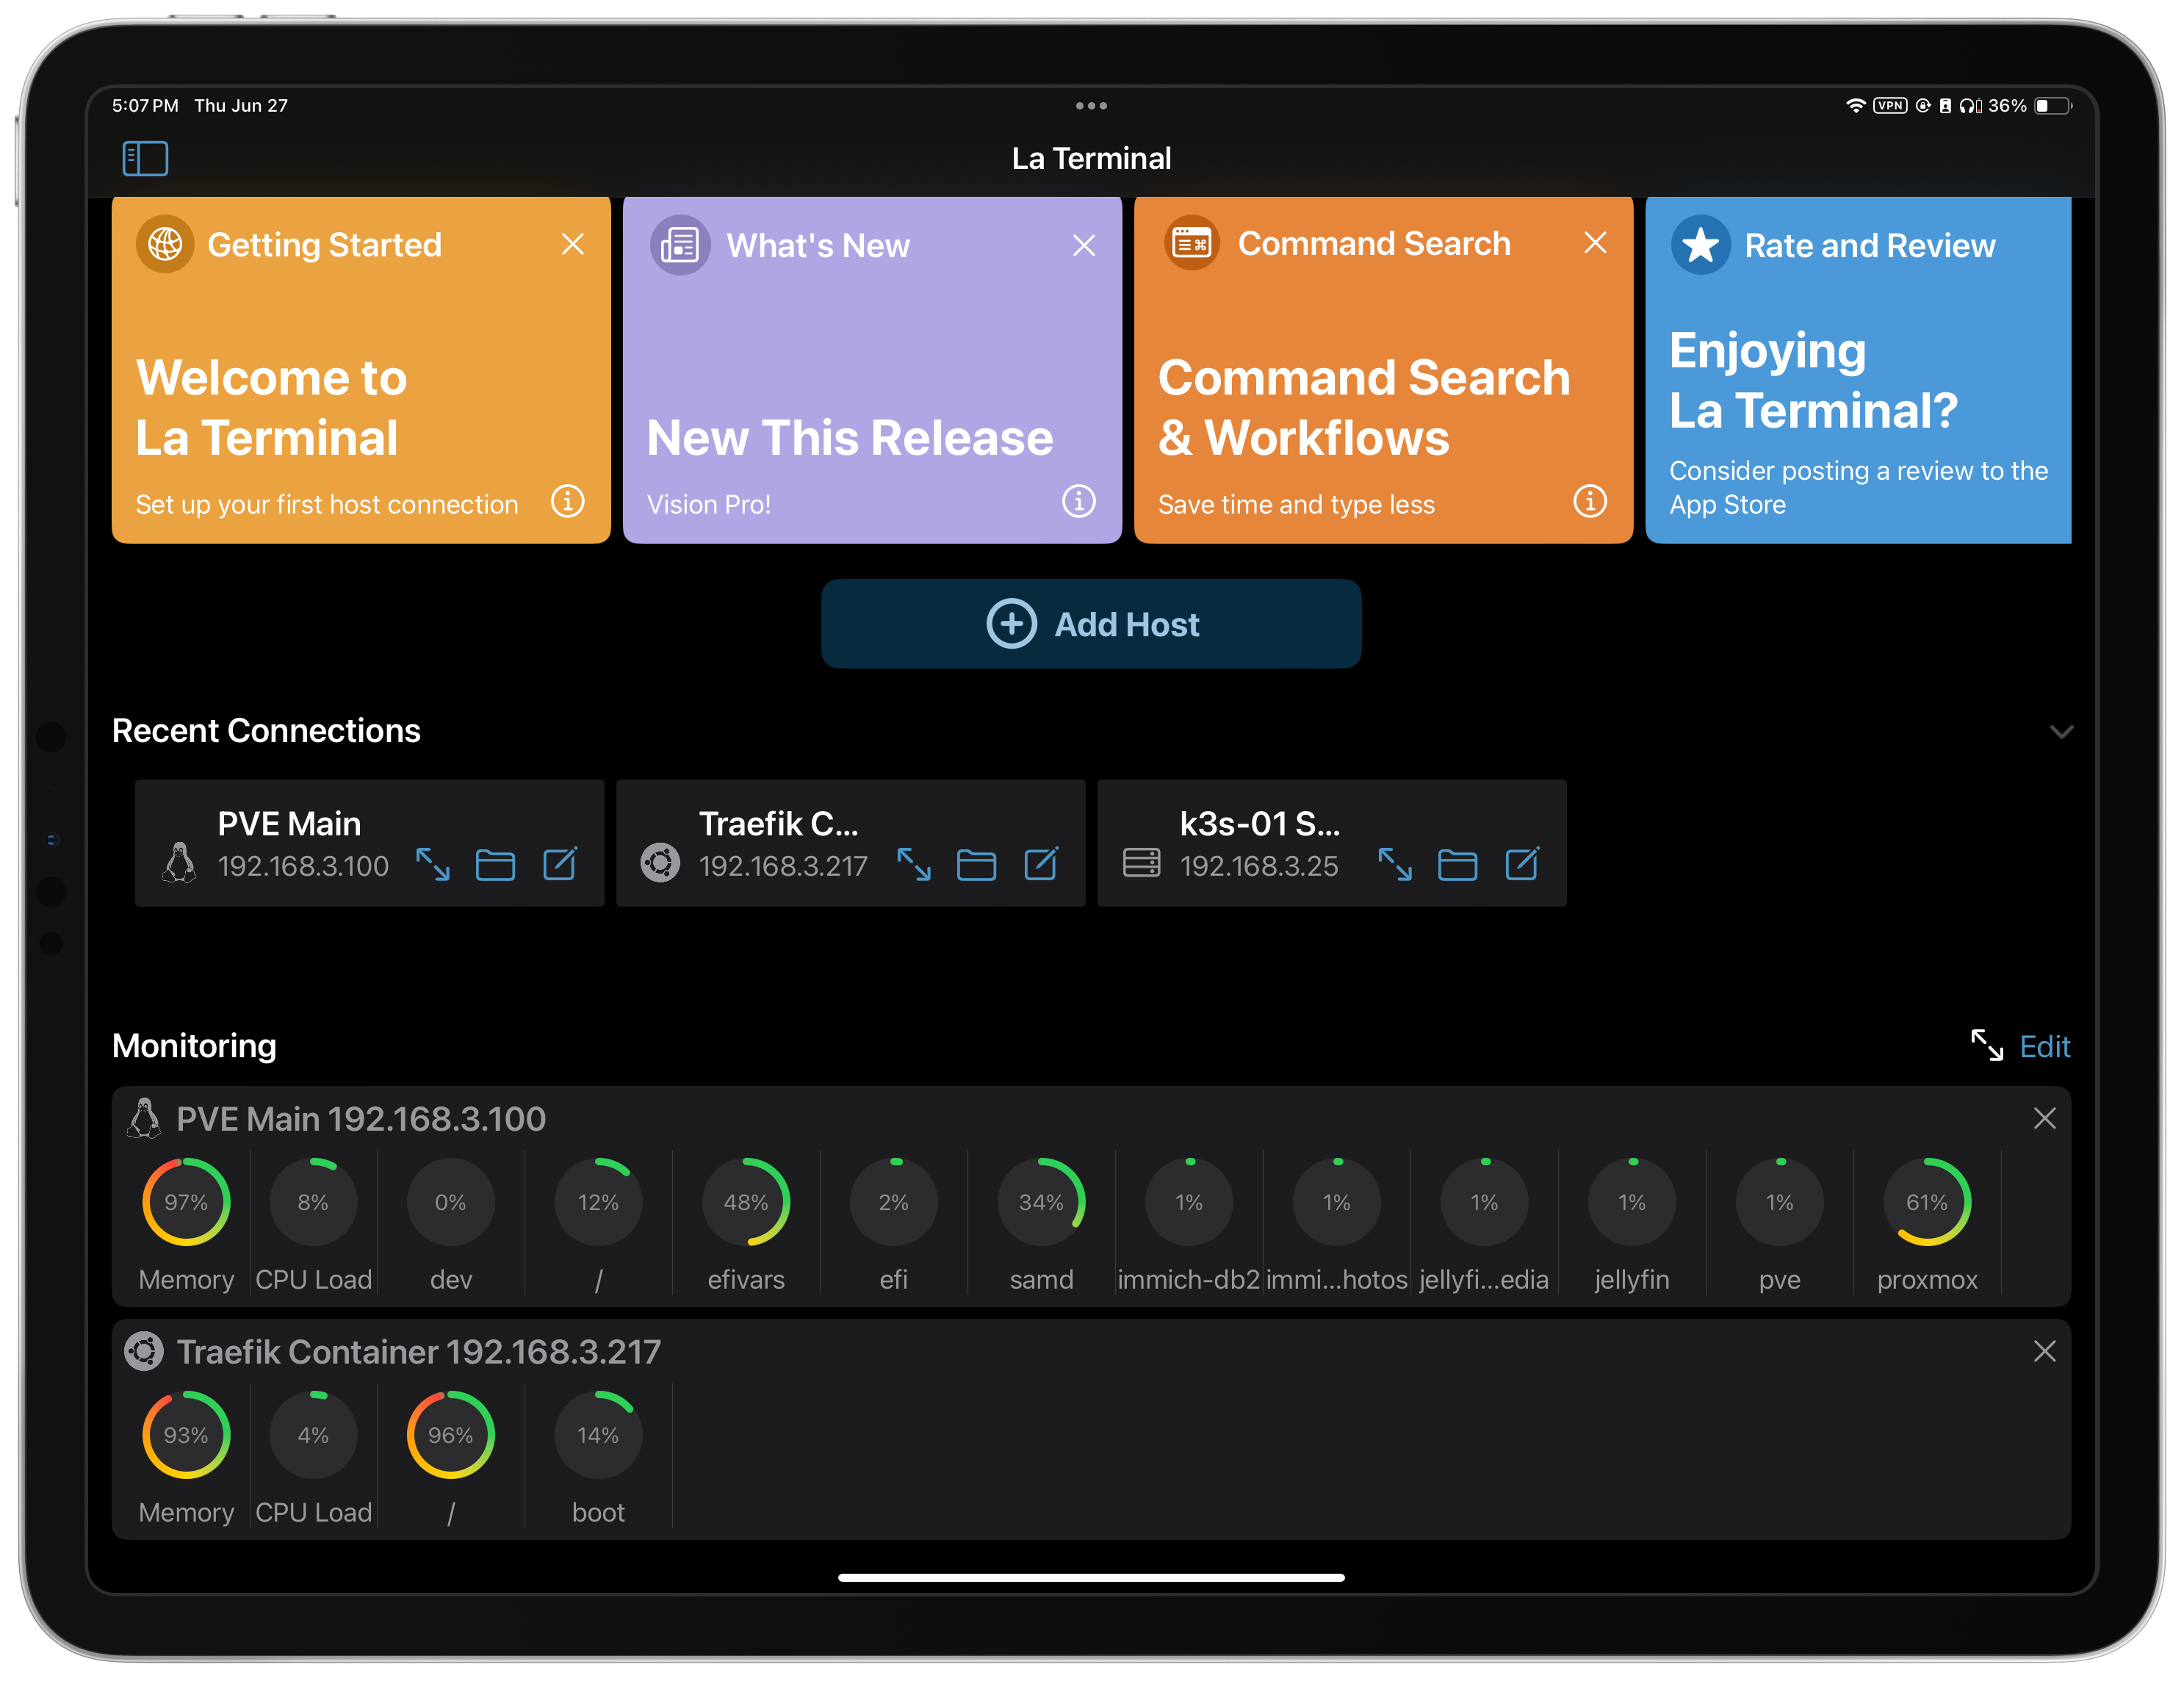 5:07 PM Thu Jun 27
VPN 36%
La Terminal
Getting Started
Welcome to
La Terminal
Set up your first host connection
What's New
New This Release
Vision Pro!
Command Search
Command Search
& Workflows
Save time and type less
Rate and Review
Enjoying
La Terminal?
Consider posting a review to the
App Store
Add Host
Recent Connections
PVE Main
192.168.3.100
Traefik C...
192.168.3.217
k3s-01 S...
192.168.3.25
Monitoring
Edit
PVE Main 192.168.3.100
97% 8% 0% 12% 48% 2% 34% 1% 1% 1% 1% 1% 61%
Memory CPU Load dev / efivars efi samd immich-db2 immi...hotos jellyfi...edia jellyfin pve proxmox
Traefik Container 192.168.3.217
93% 4% 96% 14%
Memory CPU Load / boot